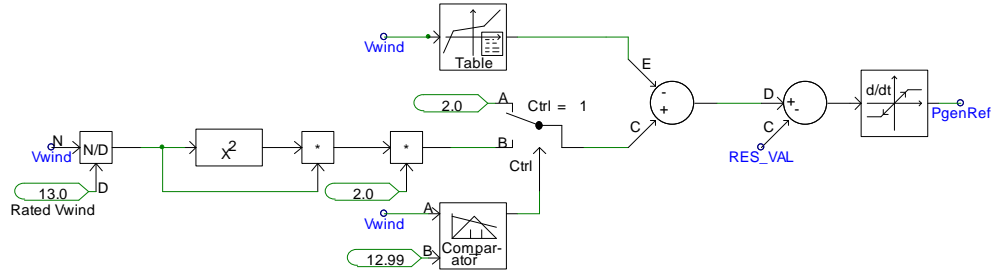 Vwind
Table
E
-
+
C
2.0
A
Ctrl = 1
B
Ctrl
N
Vwind
N/D
D
13.0
Rated Vwind
X2
*
*
2.0
Vwind
A
B
12.99
Compar-
ator
D
+
-
C
RES_VAL
d/dt
PgenRef